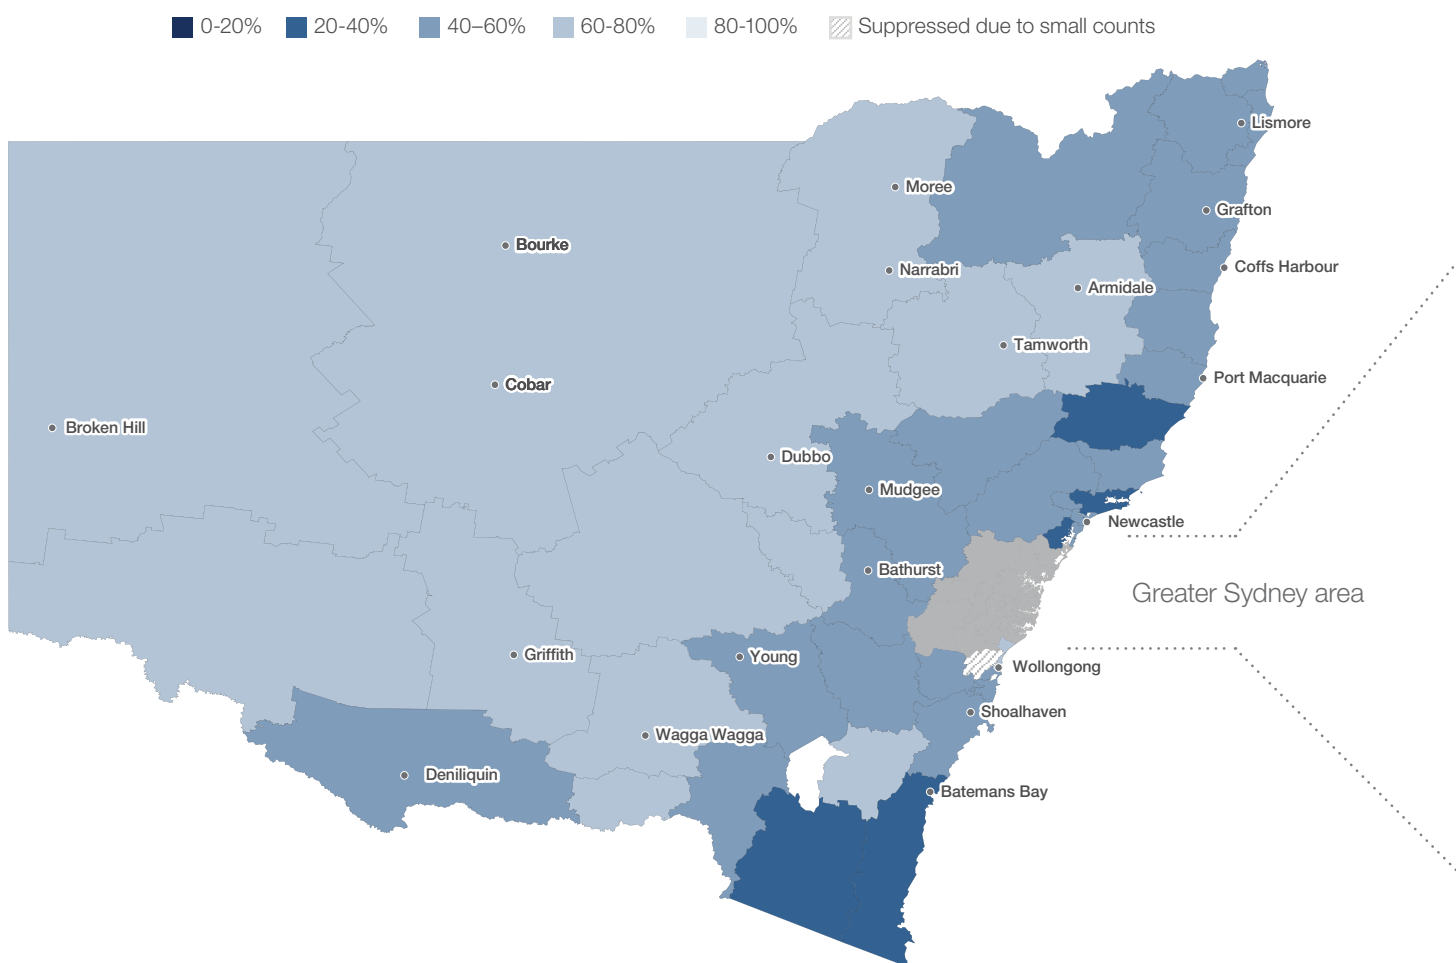 0-20%
20-40%
40–60%
60-80%
80-100%
Suppressed due to small counts
Lismore
Moree
Grafton
Bourke
Coffs Harbour
Narrabri
Armidale
Tamworth
Port Macquarie
Cobar
Broken Hill
Dubbo
Mudgee
Newcastle
Bathurst
Greater Sydney area
Griffith
Young
Wollongong
Shoalhaven
Wagga Wagga
Deniliquin
Batemans Bay